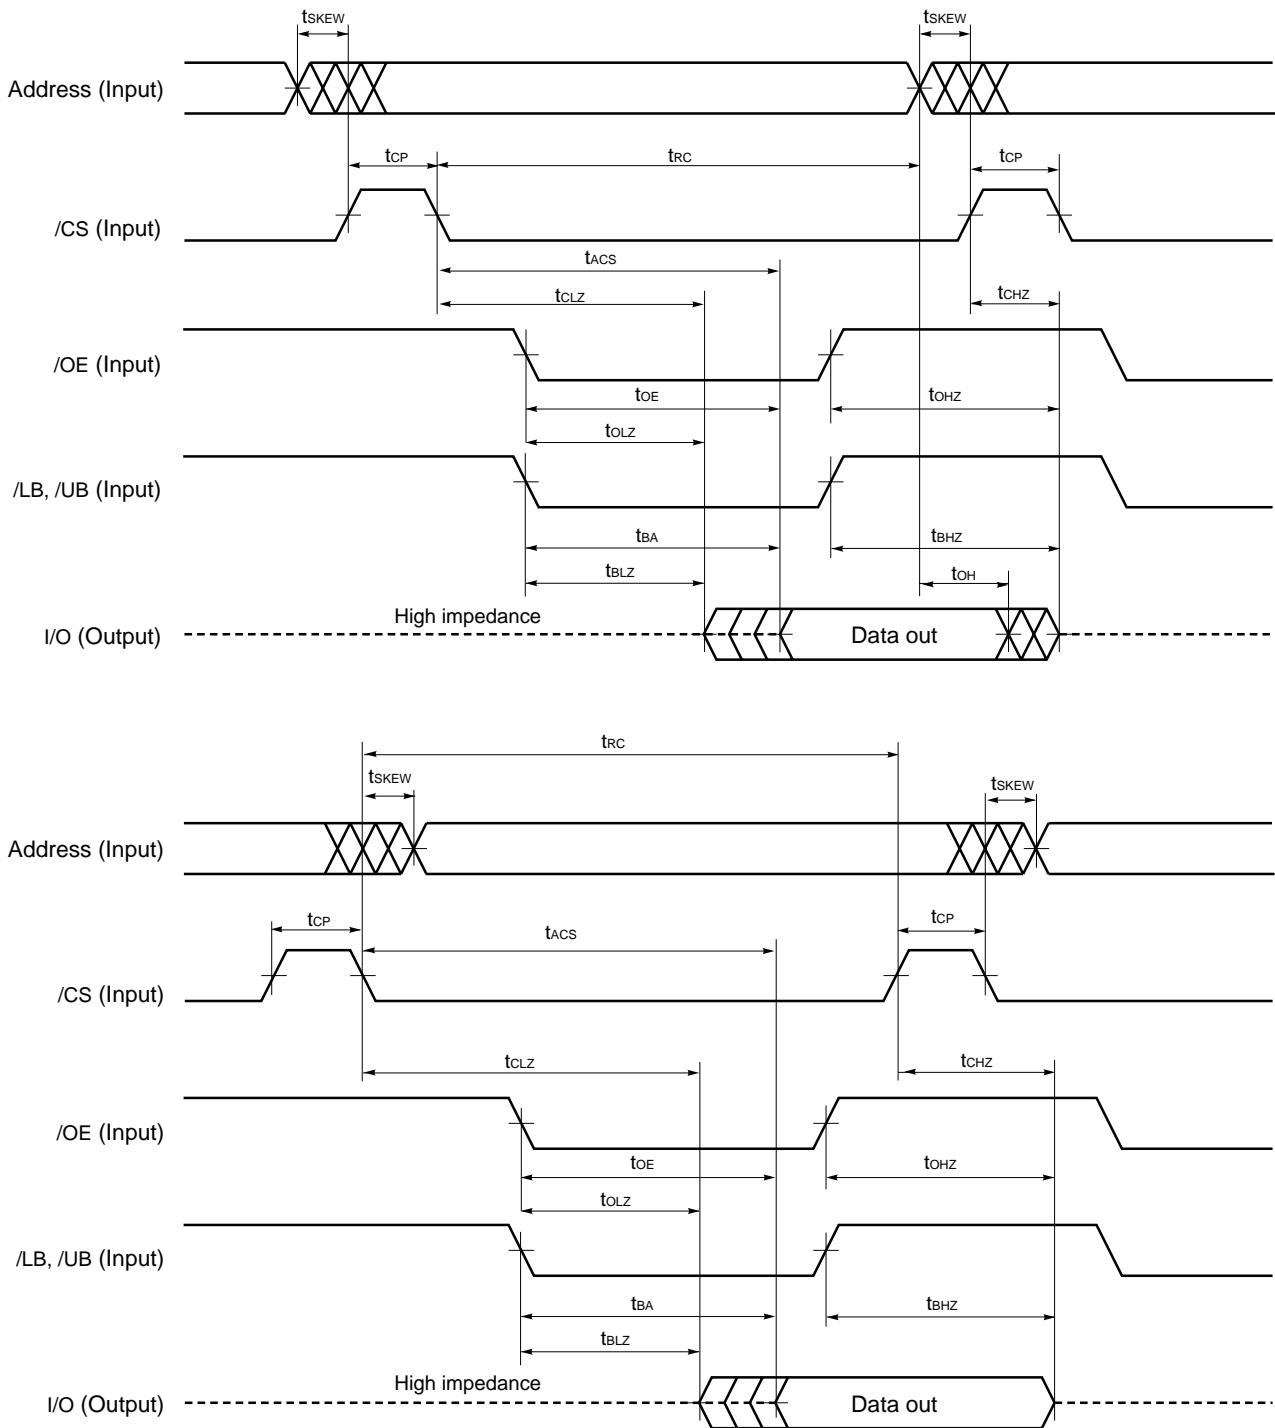 tSKEW tSKEW
Address (Input)
tCP tRC tCP
/CS (Input)
tACS
tCLZ tCHZ
/OE (Input)
tOE tOHZ
tOLZ
/LB, /UB (Input)
tBA tBHZ
tBLZ tOH
High impedance
I/O (Output) Data out
tRC
tSKEW tSKEW
Address (Input)
tCP tACS tCP
/CS (Input)
tCLZ tCHZ
/OE (Input)
tOE tOHZ
tOLZ
/LB, /UB (Input)
tBA tBHZ
tBLZ
High impedance
I/O (Output) Data out